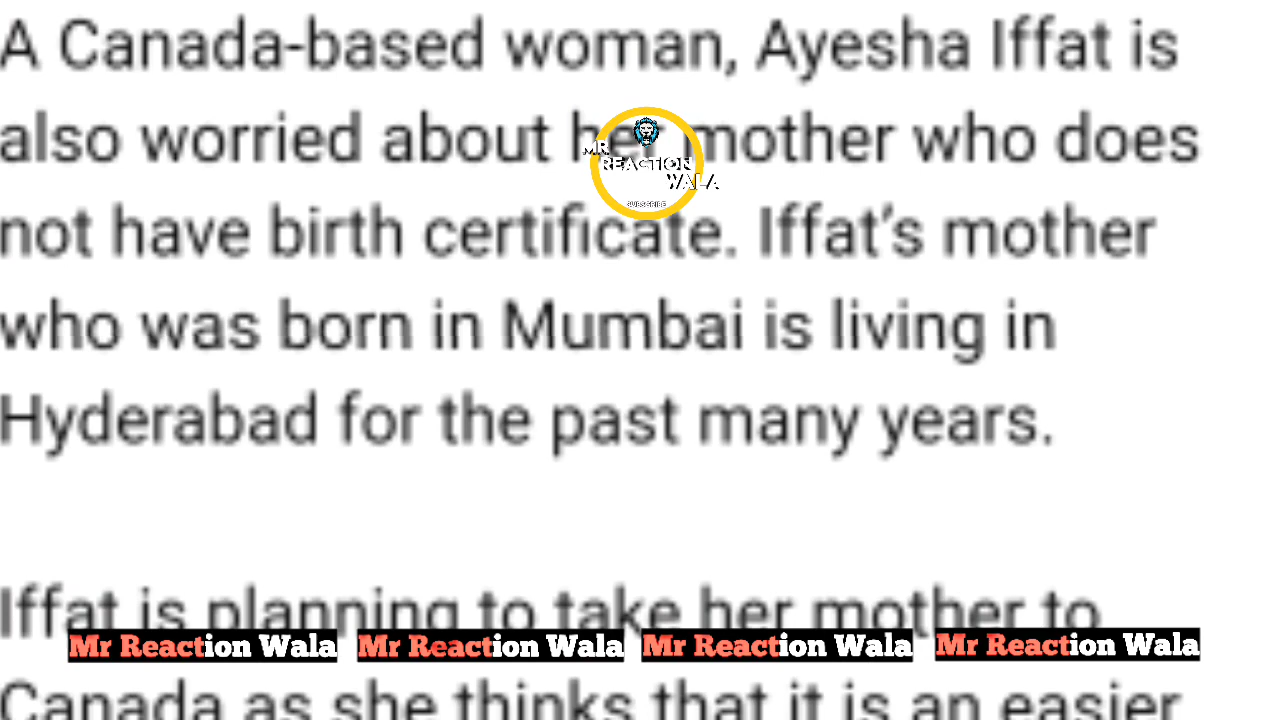 A Canada-based woman, Ayesha Iffat is
also worried about her mother who does
MR.
REACTION
WALA
SUBSCRIBE
not have birth certificate. Iffat's mother
who was born in Mumbai is living in
Hyderabad for the past many years.
Iffat is planning to take her mother to
Mr Reaction Wala Mr Reaction Wala Mr Reaction Wala Mr Reaction Wala
Canada as she thinks that it is an easier